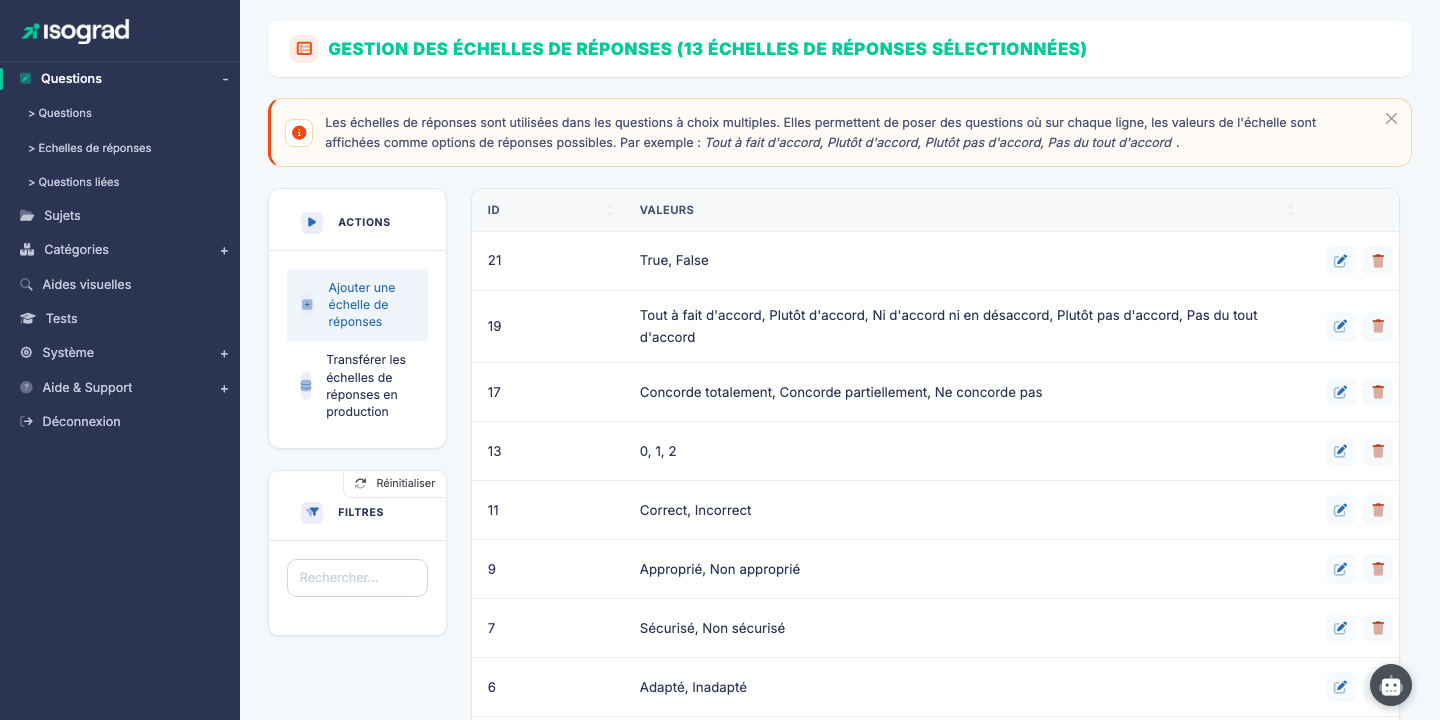 isograd
Questions
-
> Questions
> Echelles de réponses
> Questions liées
Sujets
Catégories
+
Aides visuelles
Tests
Système
+
Aide & Support
+
Déconnexion
GESTION DES ÉCHELLES DE RÉPONSES (13 ÉCHELLES DE RÉPONSES SÉLECTIONNÉES)
Les échelles de réponses sont utilisées dans les questions à choix multiples. Elles permettent de poser des questions où sur chaque ligne, les valeurs de l'échelle sont
affichées comme options de réponses possibles. Par exemple : Tout à fait d'accord, Plutôt d'accord, Plutôt pas d'accord, Pas du tout d'accord .
ACTIONS
Ajouter une
échelle de
réponses
Transférer les
échelles de
réponses en
production
Réinitialiser
FILTRES
Rechercher...
ID VALEURS
21 True, False
19 Tout à fait d'accord, Plutôt d'accord, Ni d'accord ni en désaccord, Plutôt pas d'accord, Pas du tout
d'accord
17 Concorde totalement, Concorde partiellement, Ne concorde pas
13 0, 1, 2
11 Correct, Incorrect
9 Approprié, Non approprié
7 Sécurisé, Non sécurisé
6 Adapté, Inadapté